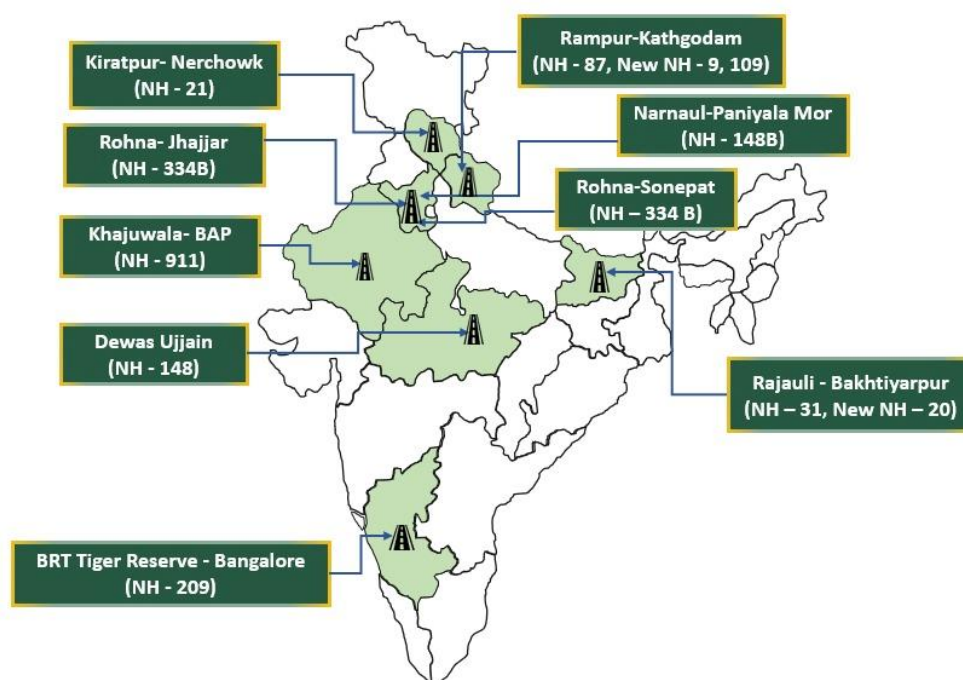 Rampur-Kathgodam
(NH - 87, New NH - 9, 109)
Kiratpur- Nerchowk
(NH - 21)
Narnaul-Paniyala Mor
(NH - 148B)
Rohna- Jhajjar
(NH - 334B)
Rohna-Sonepat
(NH – 334 B)
Khajuwala- BAP
(NH - 911)
Dewas Ujjain
(NH - 148)
Rajauli - Bakhtiyarpur
(NH – 31, New NH – 20)
BRT Tiger Reserve - Bangalore
(NH - 209)